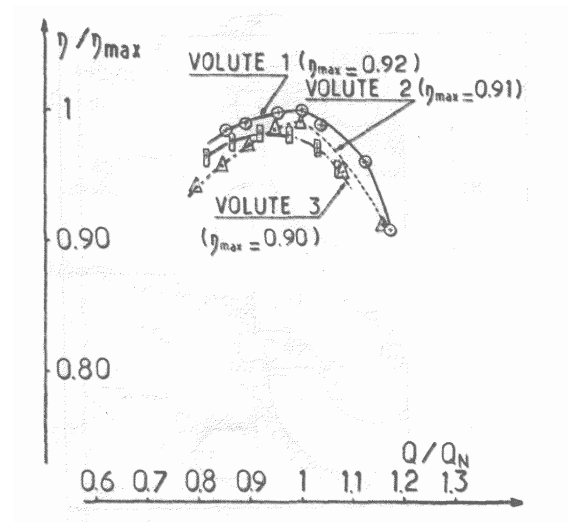 η/ηmax
VOLUTE 1 (ηmax=0.92)
VOLUTE 2 (ηmax=0.91)
1
VOLUTE 3
(ηmax=0.90)
0.90
0.80
Q/QN
0.6 0.7 0.8 0.9 1 1.1 1.2 1.3